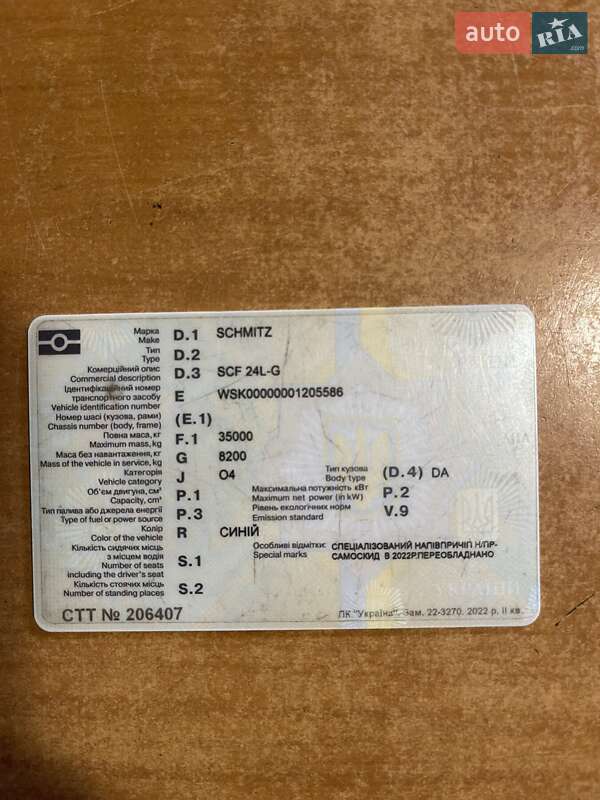 auto RIA .com
Марка D.1 SCHMITZ
Make
Тип D.2
Type
Комерційний опис D.3 SCF 24L-G
Commercial description
Ідентифікаційний номер
транспортного засобу E WSK00000001205586
Vehicle identification number
Номер шасі (кузова, рами) (E.1)
Chassis number (body, frame)
Повна маса, кг F.1 35000
Maximum mass, kg
Маса без навантаження, кг G 8200
Mass of the vehicle in service, kg
Категорія J O4 Тип кузова (D.4) DA
Vehicle category Body type
Об'єм двигуна, см³ P.1 Максимальна потужність кВт P.2
Capacity, cm³ Maximum net power (in kW)
Тип палива або джерела енергії P.3 Рівень екологічних норм V.9
Type of fuel or power source Emission standard
Колір R СИНІЙ
Color of the vehicle
Кількість сидячих місць Особливі відмітки: СПЕЦІАЛІЗОВАНИЙ НАПІВПРИЧІП Н/ПР-
з місцем водія S.1 Special marks САМОСКИД В 2022Р.ПЕРЕОБЛАДНАНО
Number of seats
including the driver's seat
Кількість стоячих місць S.2
Number of standing places
СТТ № 206407 ПК "Україна". Зам. 22-3270. 2022 р. II кв.